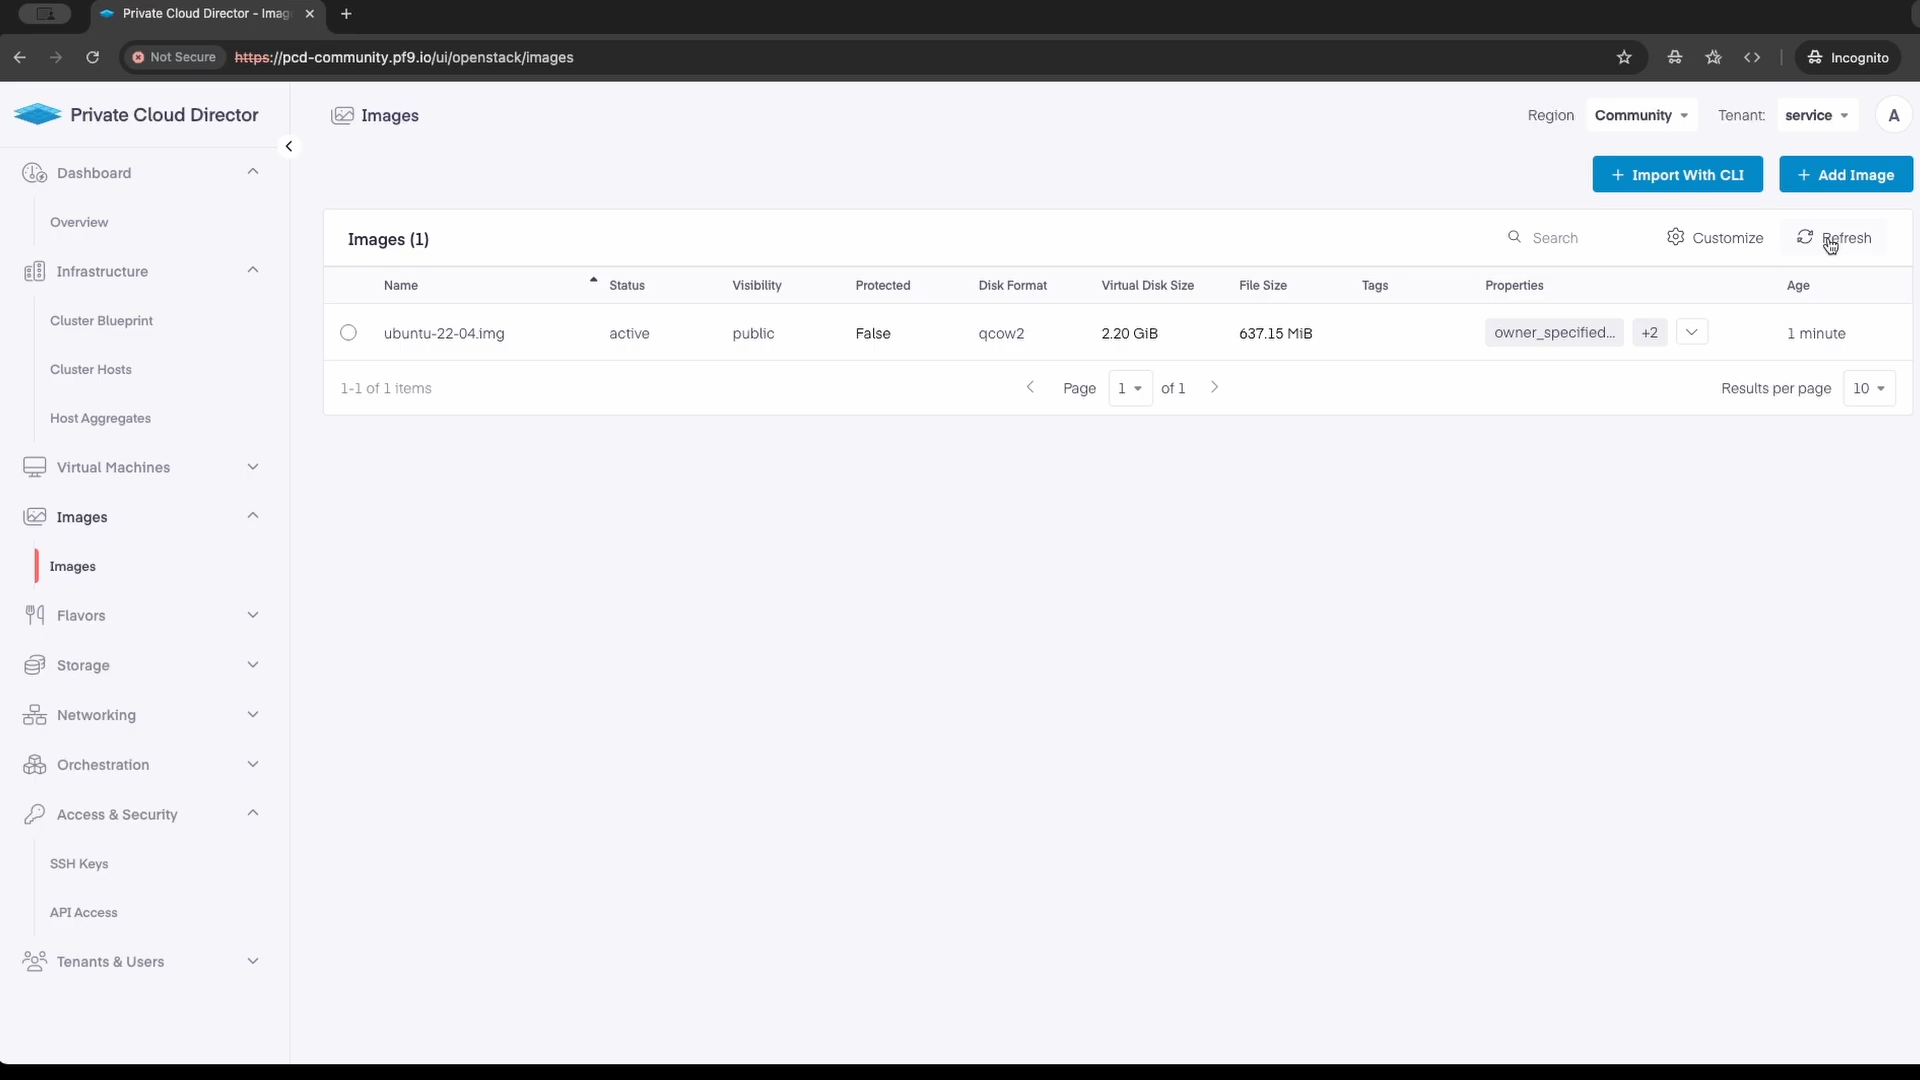 Private Cloud Director - Imag
Not Secure https://pcd-community.pf9.io/ui/openstack/images Incognito
Private Cloud Director
Images
Region Community Tenant: service A
Import With CLI
Add Image
Dashboard
Overview
Infrastructure
Cluster Blueprint
Cluster Hosts
Host Aggregates
Virtual Machines
Images
Images
Flavors
Storage
Networking
Orchestration
Access & Security
SSH Keys
API Access
Tenants & Users
Images (1) Search Customize Refresh
Name Status Visibility Protected Disk Format Virtual Disk Size File Size Tags Properties Age
ubuntu-22-04.img active public False qcow2 2.20 GiB 637.15 MiB owner_specified... +2 1 minute
1-1 of 1 items Page 1 of 1 Results per page 10